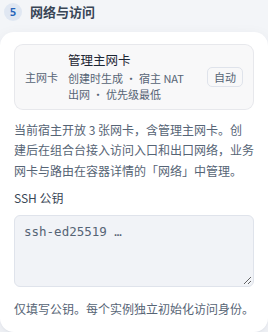 5 网络与访问
管理主网卡
主网卡 创建时生成 · 宿主 NAT 自动
出网 · 优先级最低
当前宿主开放 3 张网卡，含管理主网卡。创
建后在组合台接入访问入口和出口网络，业务
网卡与路由在容器详情的「网络」中管理。
SSH 公钥
ssh-ed25519 …
仅填写公钥。每个实例独立初始化访问身份。